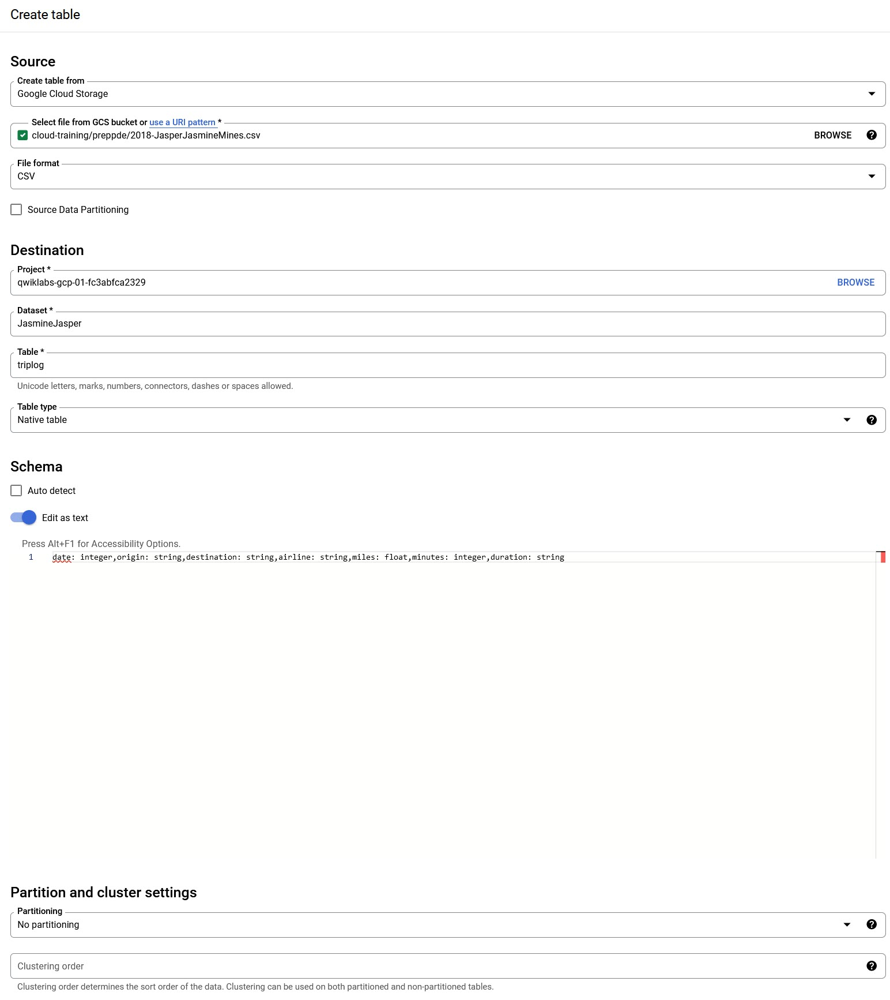 Create table
Source
Create table from
Google Cloud Storage
Select file from GCS bucket or use a URI pattern *
cloud-training/preppde/2018-JasperJasmineMines.csv BROWSE
File format
CSV
Source Data Partitioning
Destination
Project *
qwiklabs-gcp-01-fc3abfca2329 BROWSE
Dataset *
JasmineJasper
Table *
triplog
Unicode letters, marks, numbers, connectors, dashes or spaces allowed.
Table type
Native table
Schema
Auto detect
Edit as text
Press Alt+F1 for Accessibility Options.
1 date: integer,origin: string,destination: string,airline: string,miles: float,minutes: integer,duration: string
Partition and cluster settings
Partitioning
No partitioning
Clustering order
Clustering order determines the sort order of the data. Clustering can be used on both partitioned and non-partitioned tables.